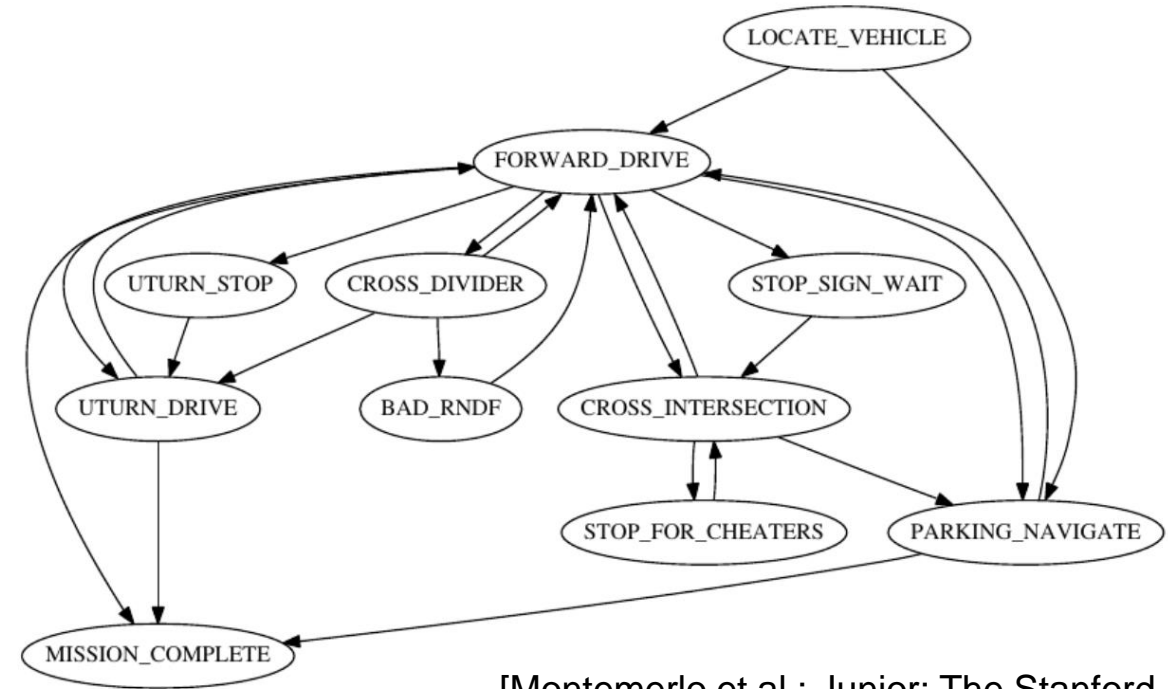 LOCATE_VEHICLE
FORWARD_DRIVE
UTURN_STOP
CROSS_DIVIDER
STOP_SIGN_WAIT
UTURN_DRIVE
BAD_RNDF
CROSS_INTERSECTION
STOP_FOR_CHEATERS
PARKING_NAVIGATE
MISSION_COMPLETE
[Montemerlo et al.: Junior: The Stanford